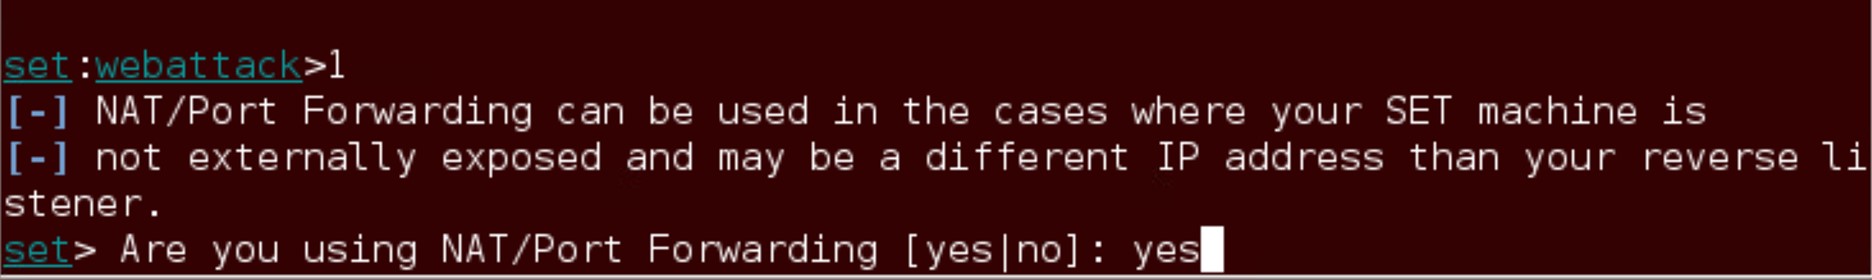 set:webattack>1
[-] NAT/Port Forwarding can be used in the cases where your SET machine is
[-] not externally exposed and may be a different IP address than your reverse li
stener.
set> Are you using NAT/Port Forwarding [yes|no]: yes